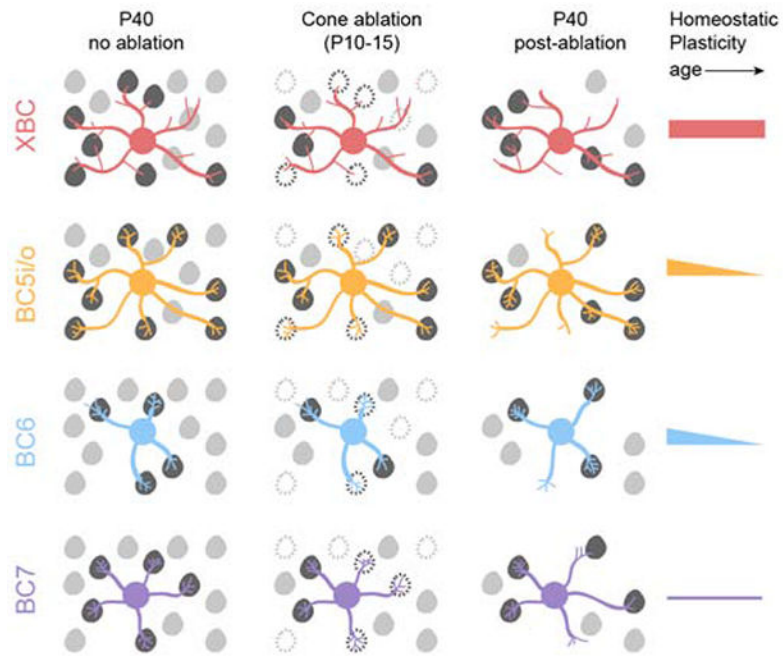 P40
no ablation
Cone ablation
(P10-15)
P40
post-ablation
Homeostatic
Plasticity
age
XBC
BC5i/o
BC6
BC7